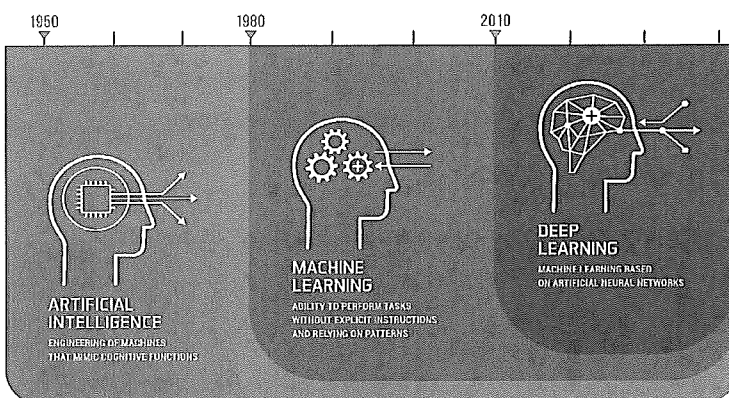 1950 1980 2010
ARTIFICIAL
INTELLIGENCE
ENGINEERING OF MACHINES
THAT MIMIC COGNITIVE FUNCTIONS
MACHINE
LEARNING
ABILITY TO PERFORM TASKS
WITHOUT EXPLICIT INSTRUCTIONS
AND RELYING ON PATTERNS
DEEP
LEARNING
MACHINE LEARNING BASED
ON ARTIFICIAL NEURAL NETWORKS